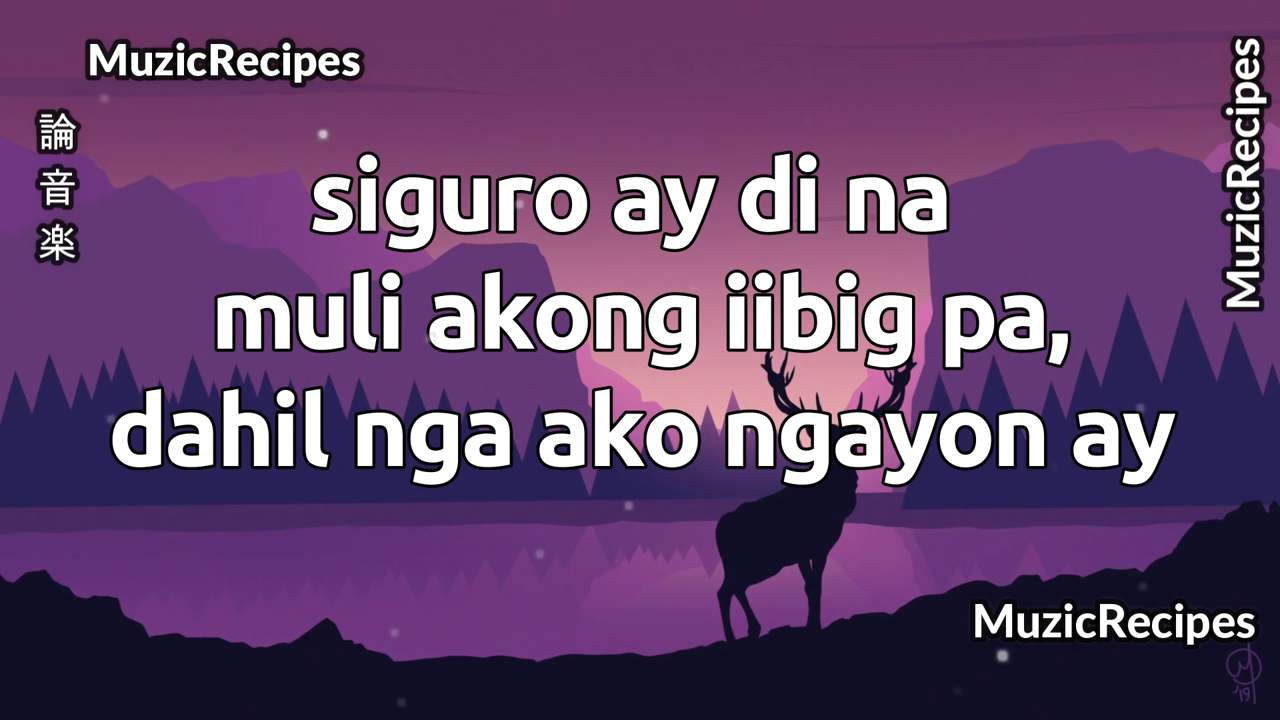 MuzicRecipes
MuzicRecipes
論
音
楽
siguro ay di na
muli akong iibig pa,
dahil nga ako ngayon ay
MuzicRecipes